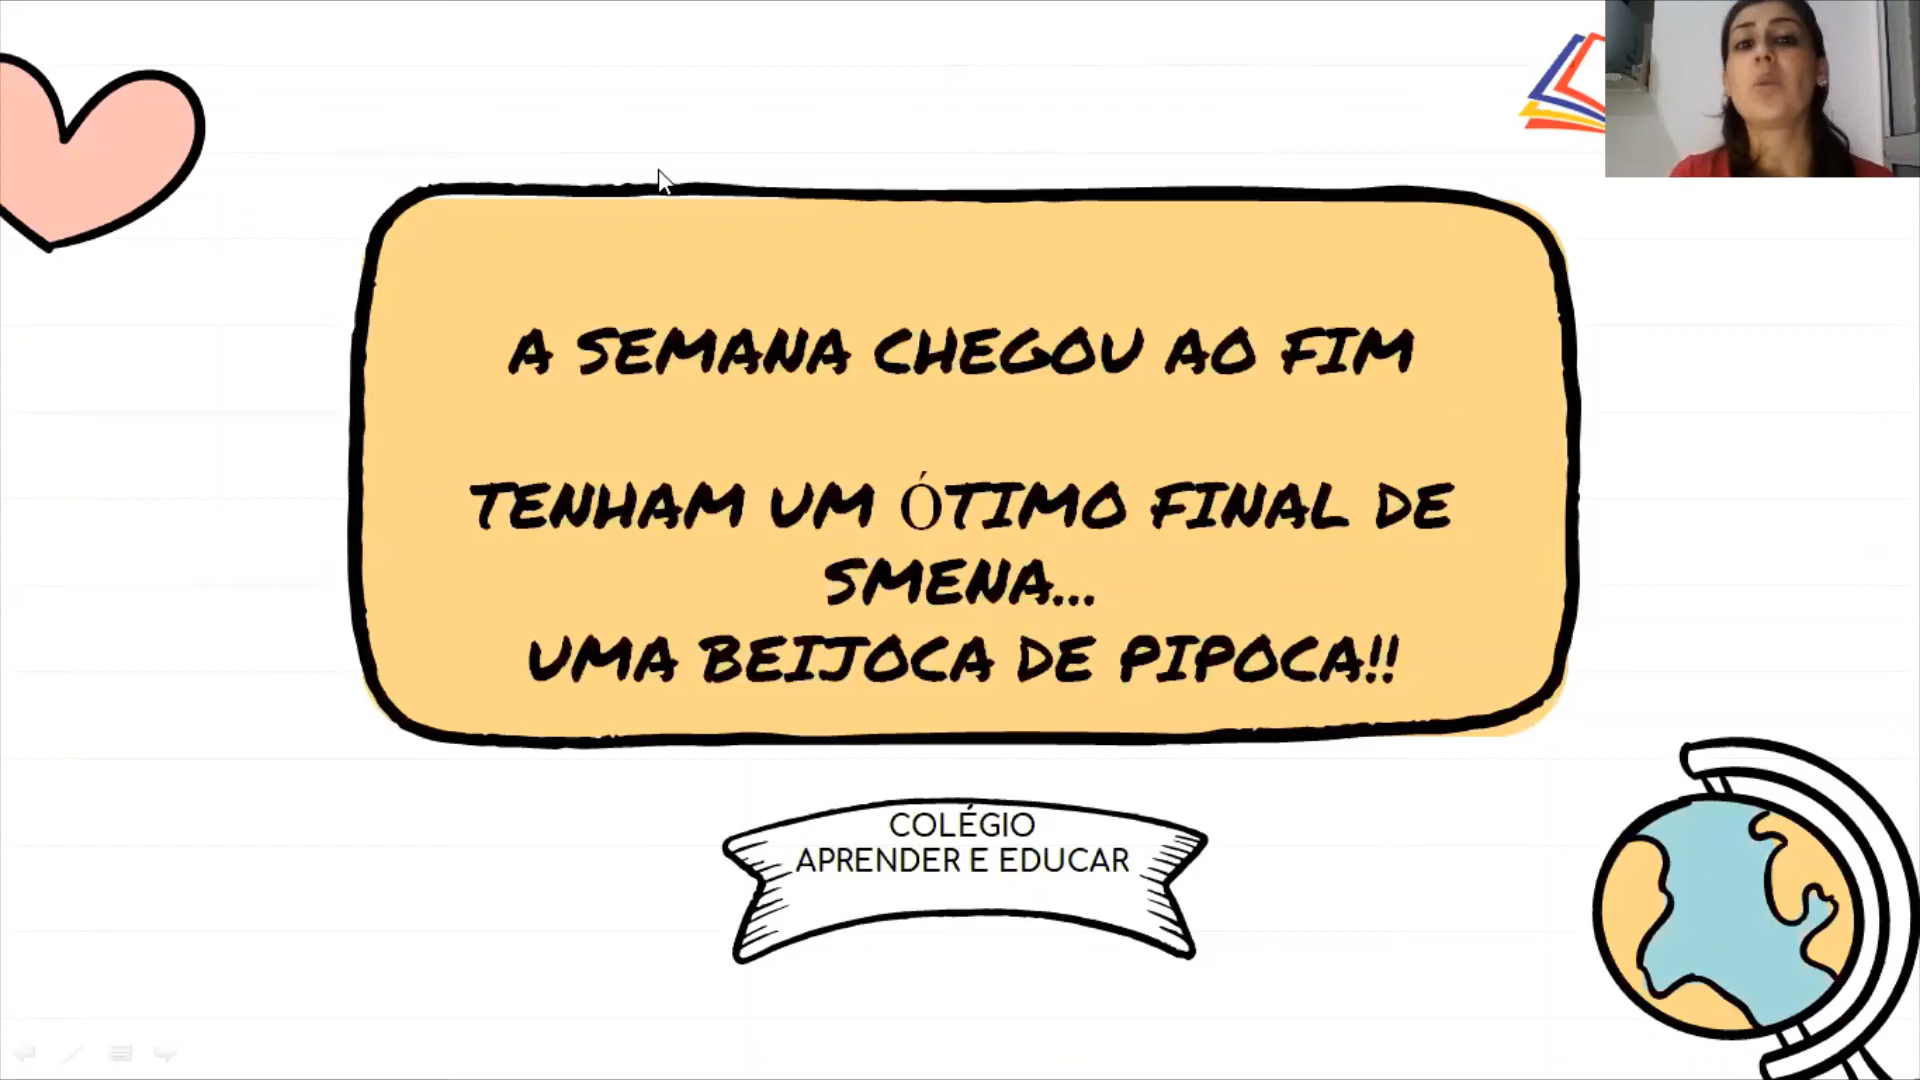 A SEMANA CHEGOU AO FIM
TENHAM UM ÓTIMO FINAL DE
SMENA...
UMA BEIJOCA DE PIPOCA!!
COLÉGIO
APRENDER E EDUCAR